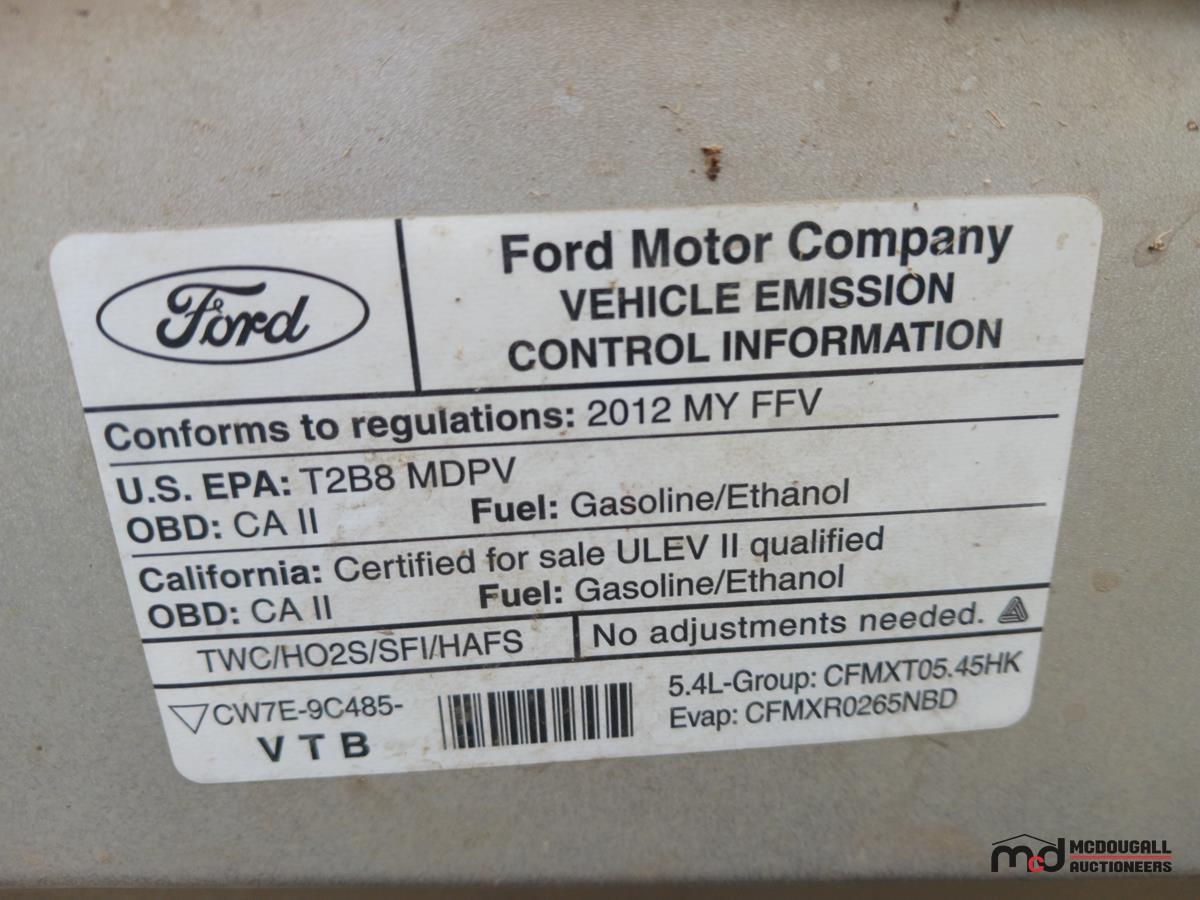 Ford
Ford Motor Company
VEHICLE EMISSION
CONTROL INFORMATION
Conforms to regulations: 2012 MY FFV
U.S. EPA: T2B8 MDPV
OBD: CA II Fuel: Gasoline/Ethanol
California: Certified for sale ULEV II qualified
OBD: CA II Fuel: Gasoline/Ethanol
TWC/HO2S/SFI/HAFS No adjustments needed.
CW7E-9C485-
VTB
5.4L-Group: CFMXT05.45HK
Evap: CFMXR0265NBD
mcd
MCDOUGALL
AUCTIONEERS